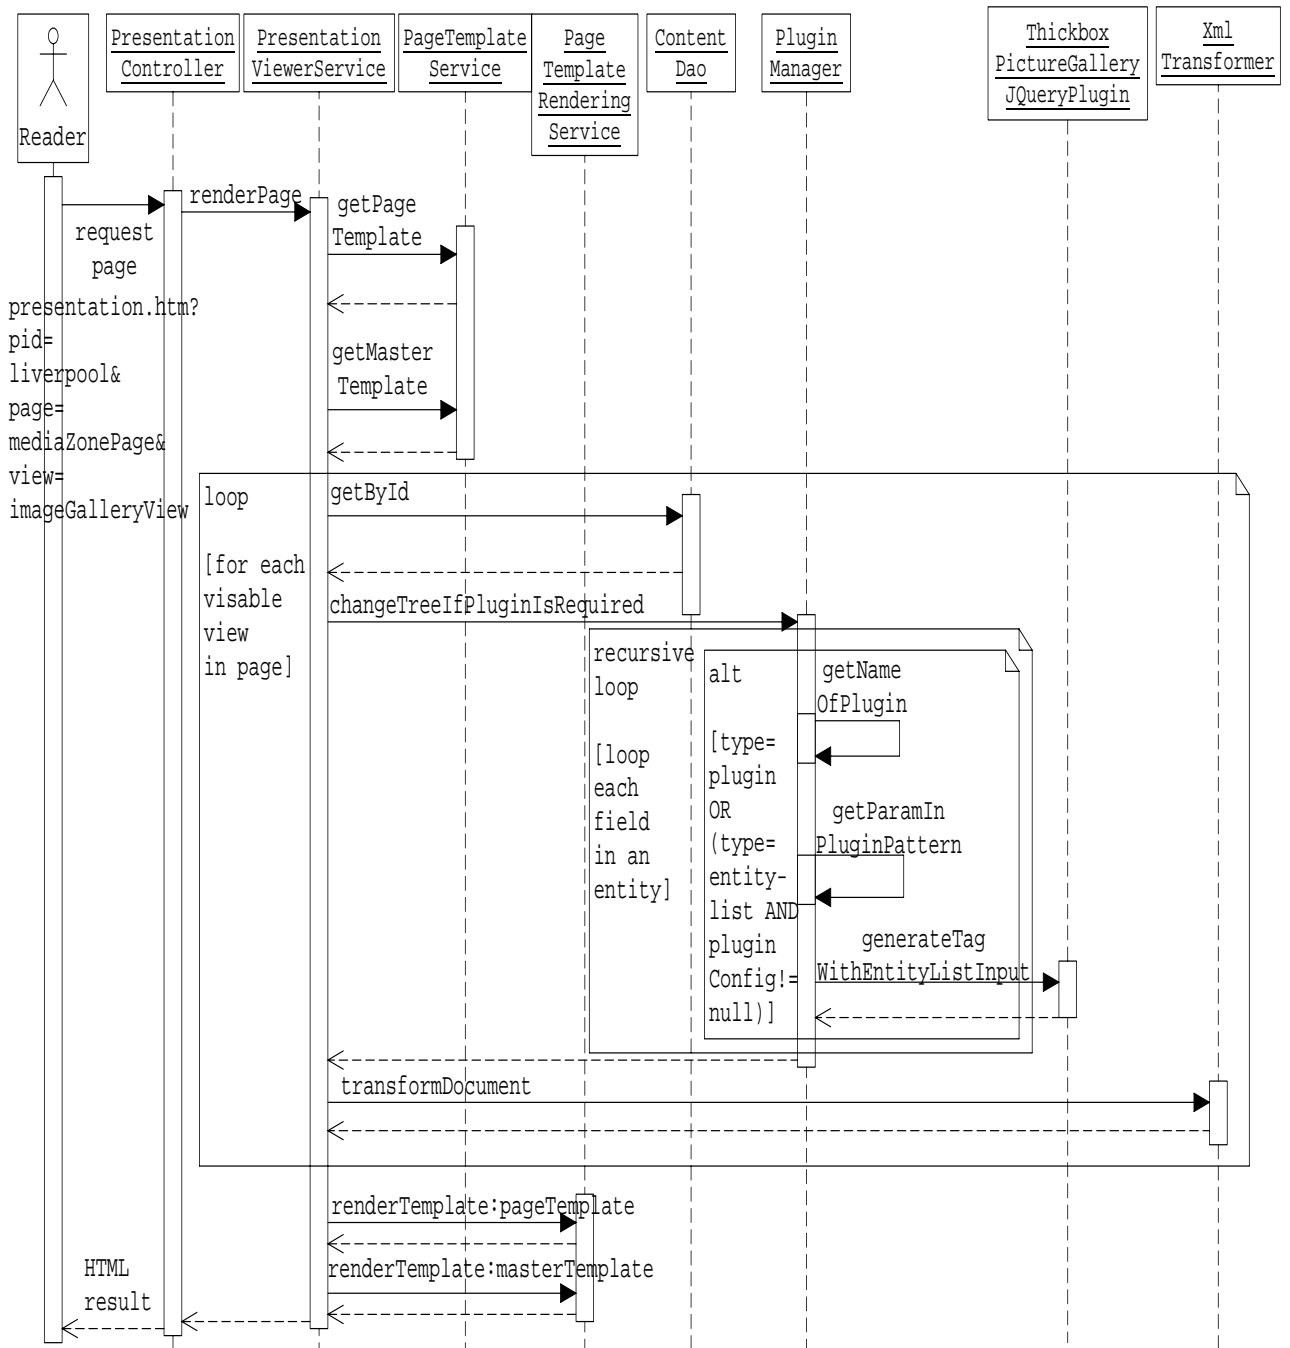 Reader
Presentation
Controller
Presentation
ViewerService
PageTemplate
Service
Page
Template
Rendering
Service
Content
Dao
Plugin
Manager
Thickbox
PictureGallery
JQueryPlugin
Xml
Transformer
request
page
presentation.htm?
pid=
liverpool&
page=
mediaZonePage&
view=
imageGalleryView
renderPage
getPage
Template
getMaster
Template
loop
[for each
visable
view
in page]
getById
changeTreeIfPluginIsRequired
recursive
loop
[loop
each
field
in an
entity]
alt
[type=
plugin
OR
(type=
entity-
list AND
plugin
Config!=
null)]
getName
OfPlugin
getParamIn
PluginPattern
generateTag
WithEntityListInput
transformDocument
renderTemplate:pageTemplate
renderTemplate:masterTemplate
HTML
result